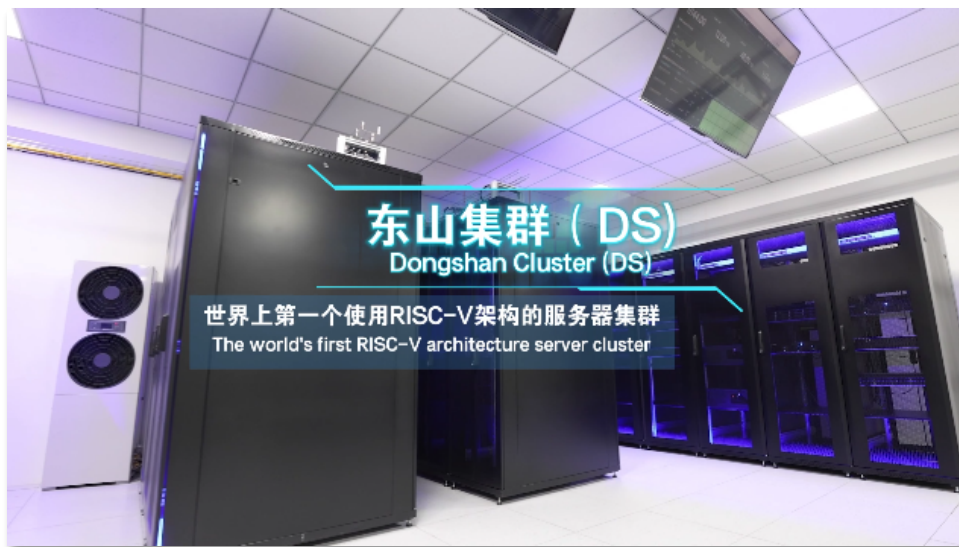 东山集群 ( DS)
Dongshan Cluster (DS)
世界上第一个使用RISC-V架构的服务器集群
The world's first RISC-V architecture server cluster